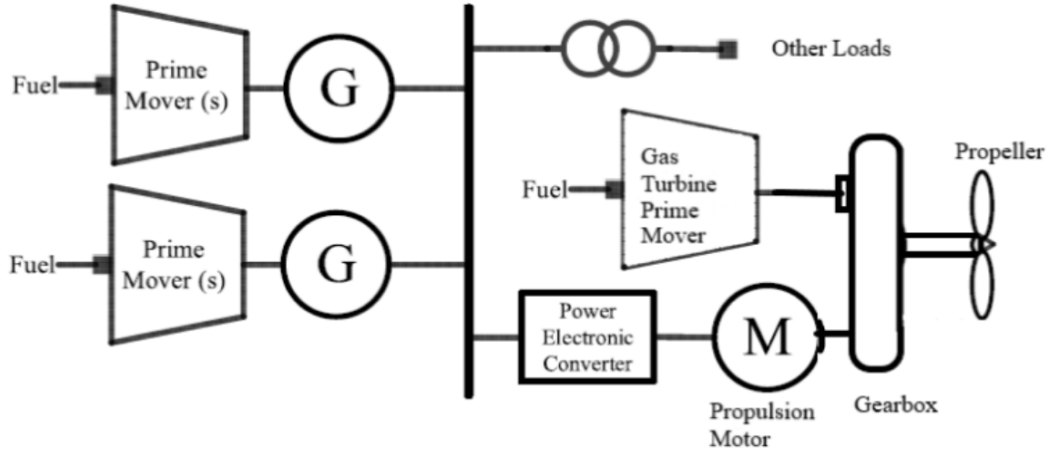 Fuel
Prime
Mover (s)
G
Other Loads
Fuel
Gas
Turbine
Prime
Mover
Propeller
Fuel
Prime
Mover (s)
G
Power
Electronic
Converter
M
Propulsion
Motor
Gearbox